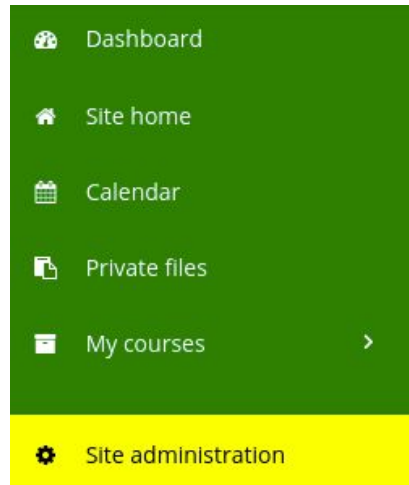 Dashboard
Site home
Calendar
Private files
My courses
Site administration